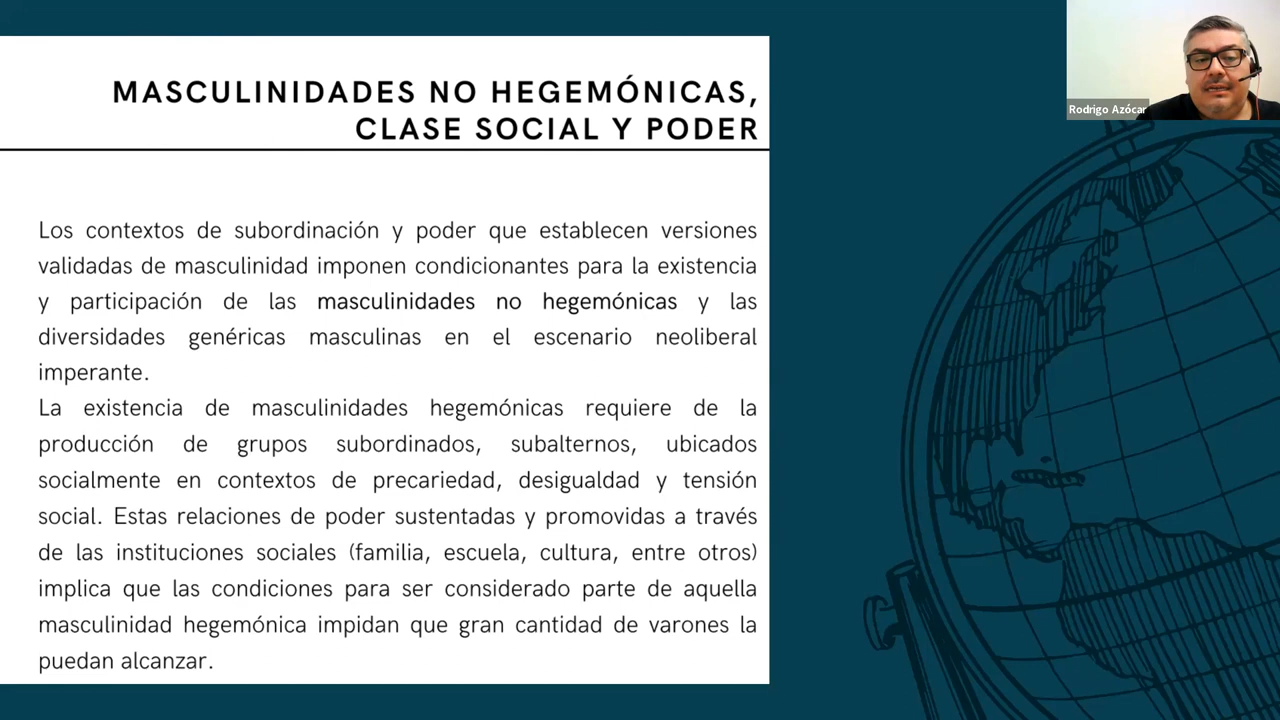 MASCULINIDADES NO HEGEMÓNICAS,
CLASE SOCIAL Y PODER
Rodrigo Azócar
Los contextos de subordinación y poder que establecen versiones
validadas de masculinidad imponen condicionantes para la existencia
y participación de las masculinidades no hegemónicas y las
diversidades genéricas masculinas en el escenario neoliberal
imperante.
La existencia de masculinidades hegemónicas requiere de la
producción de grupos subordinados, subalternos, ubicados
socialmente en contextos de precariedad, desigualdad y tensión
social. Estas relaciones de poder sustentadas y promovidas a través
de las instituciones sociales (familia, escuela, cultura, entre otros)
implica que las condiciones para ser considerado parte de aquella
masculinidad hegemónica impidan que gran cantidad de varones la
puedan alcanzar.